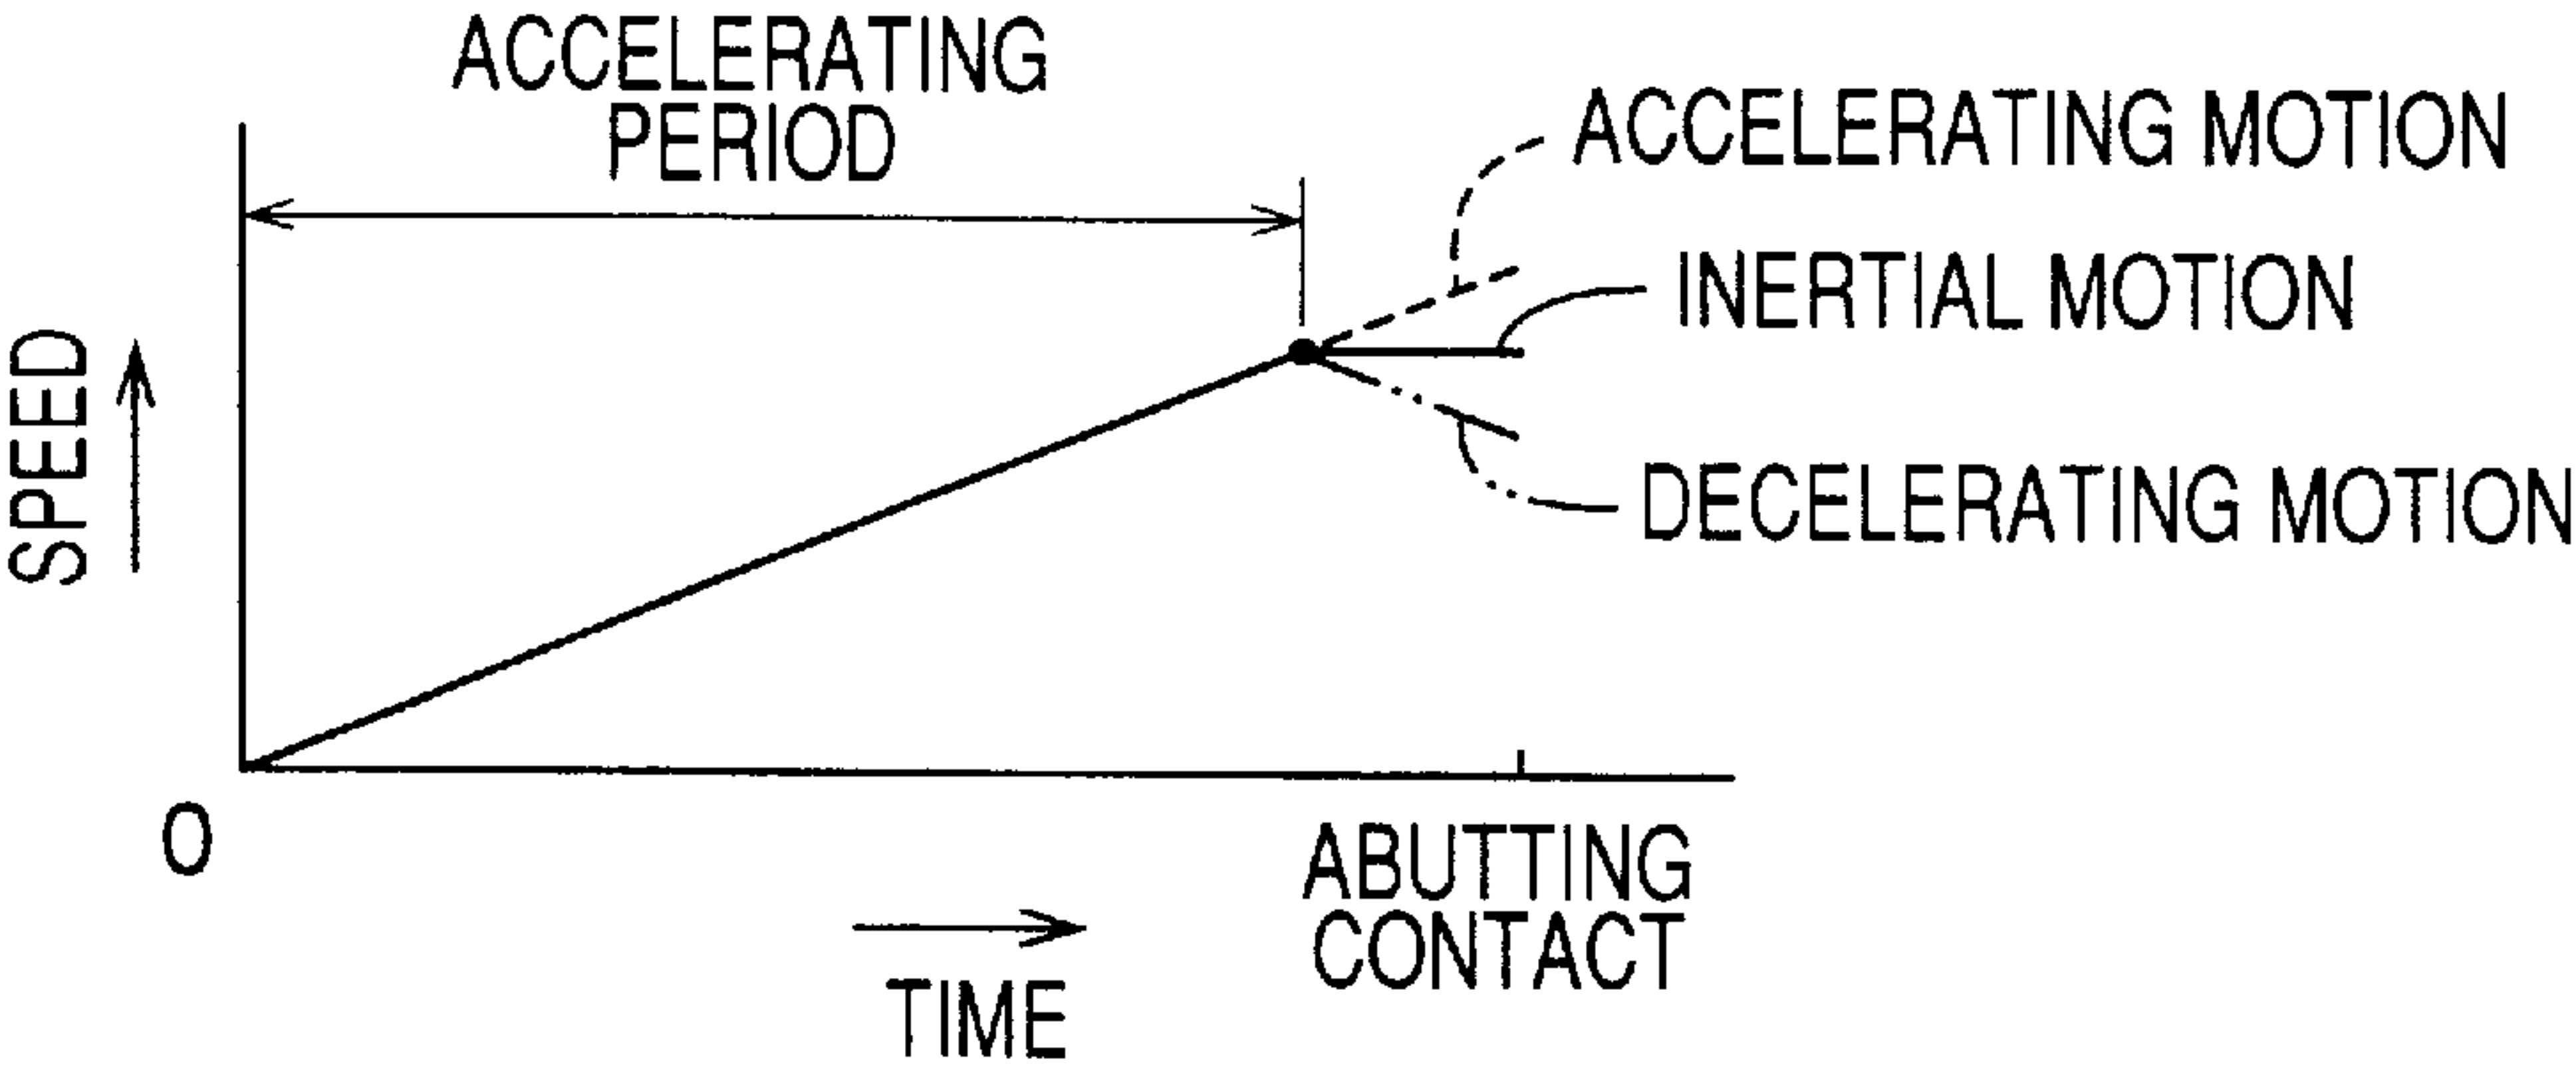 ACCELERATING
PERIOD
ACCELERATING MOTION
INERTIAL MOTION
DECELERATING MOTION
SPEED
0
ABUTTING
CONTACT
TIME